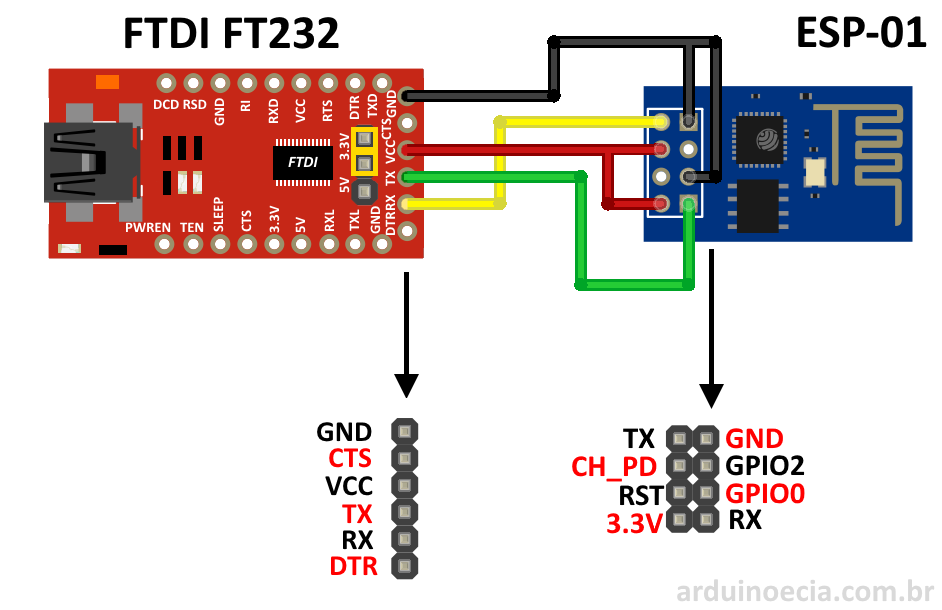 FTDI FT232
ESP-01
DCD RSD GND RI RXD VCC RTS DTR TXD GND
CTS
3.3V
VCC
5V
TX
RX
DTR
FTDI
PWREN TEN SLEEP CTS 3.3V 5V RXL TXL GND
GND
CTS
VCC
TX
RX
DTR
TX GND
CH_PD GPIO2
RST GPIO0
3.3V RX
arduinoecia.com.br